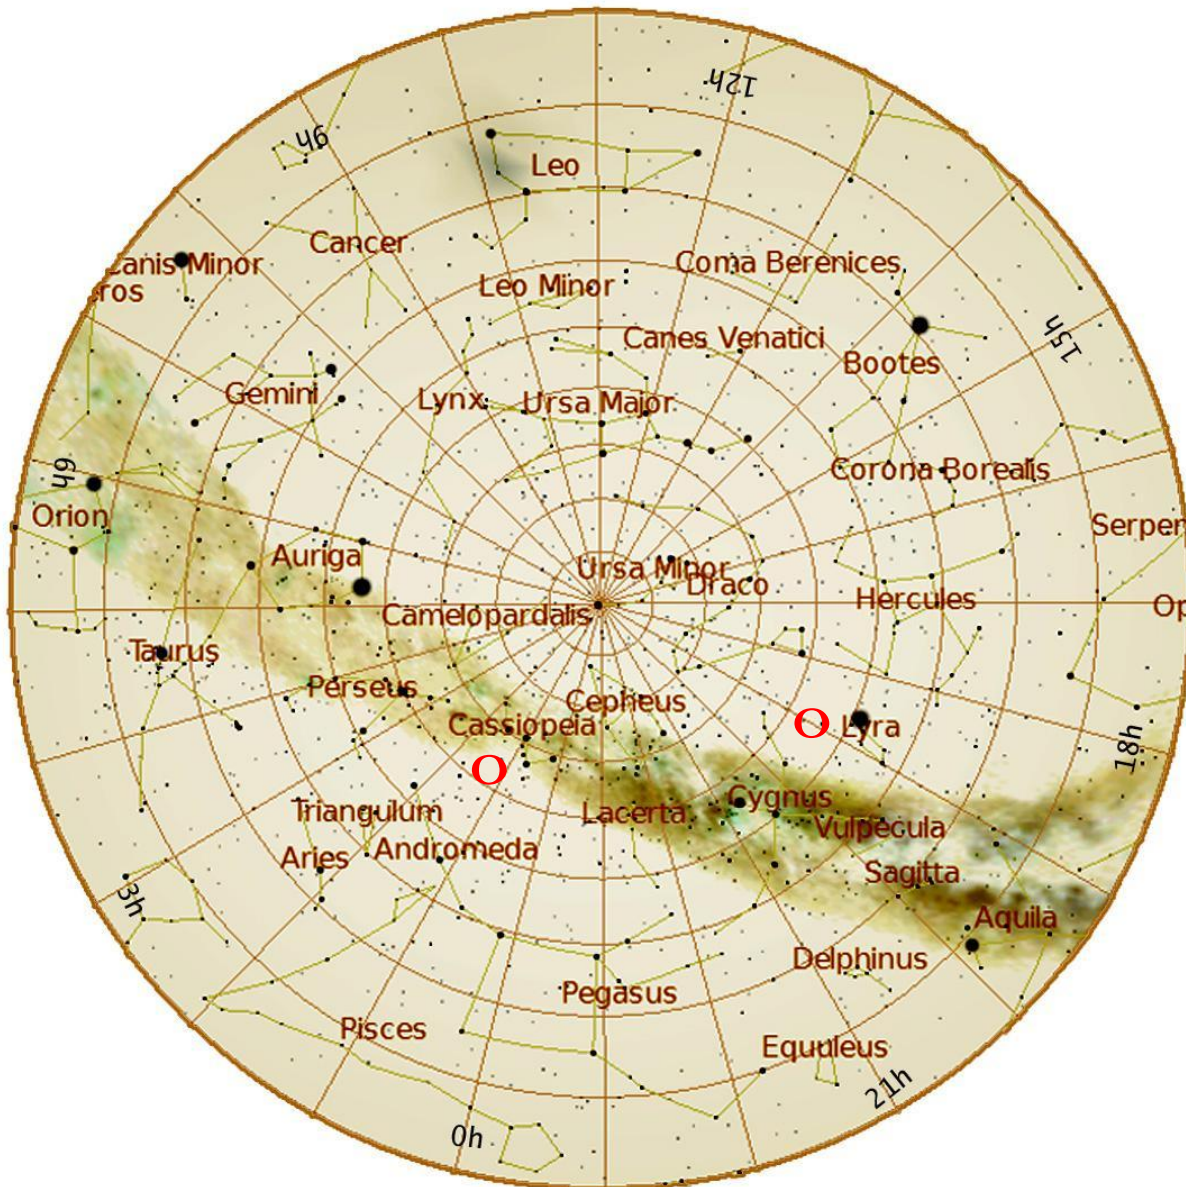 12h
9h
Leo
Cancer
Coma Berenices
Canis Minor
Leo Minor
15h
Canes Venatici
Bootes
Gemini
Lynx
Ursa Major
6h
Corona Borealis
Orion
Auriga
Ursa Minor
Draco
Hercules
Camelopardalis
Taurus
Perseus
Cepheus
Cassiopeia
O
Lyra
18h
O
Cygnus
Triangulum
Lacerta
Vulpecula
Andromeda
Aries
Sagitta
3h
Aquila
Delphinus
Pegasus
Pisces
Equuleus
21h
0h